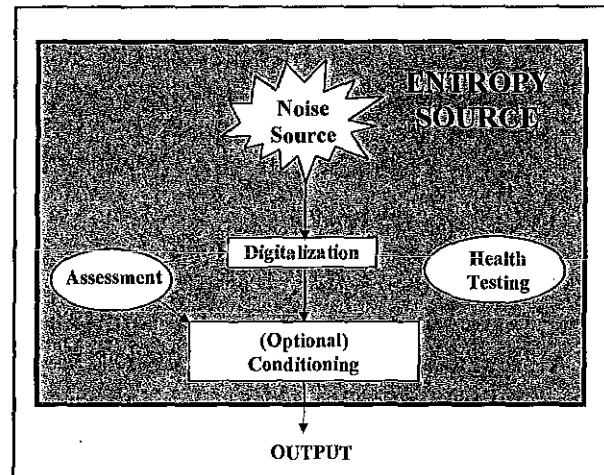 ENTROPY
SOURCE
Noise
Source
Digitalization
Assessment
Health
Testing
(Optional)
Conditioning
OUTPUT